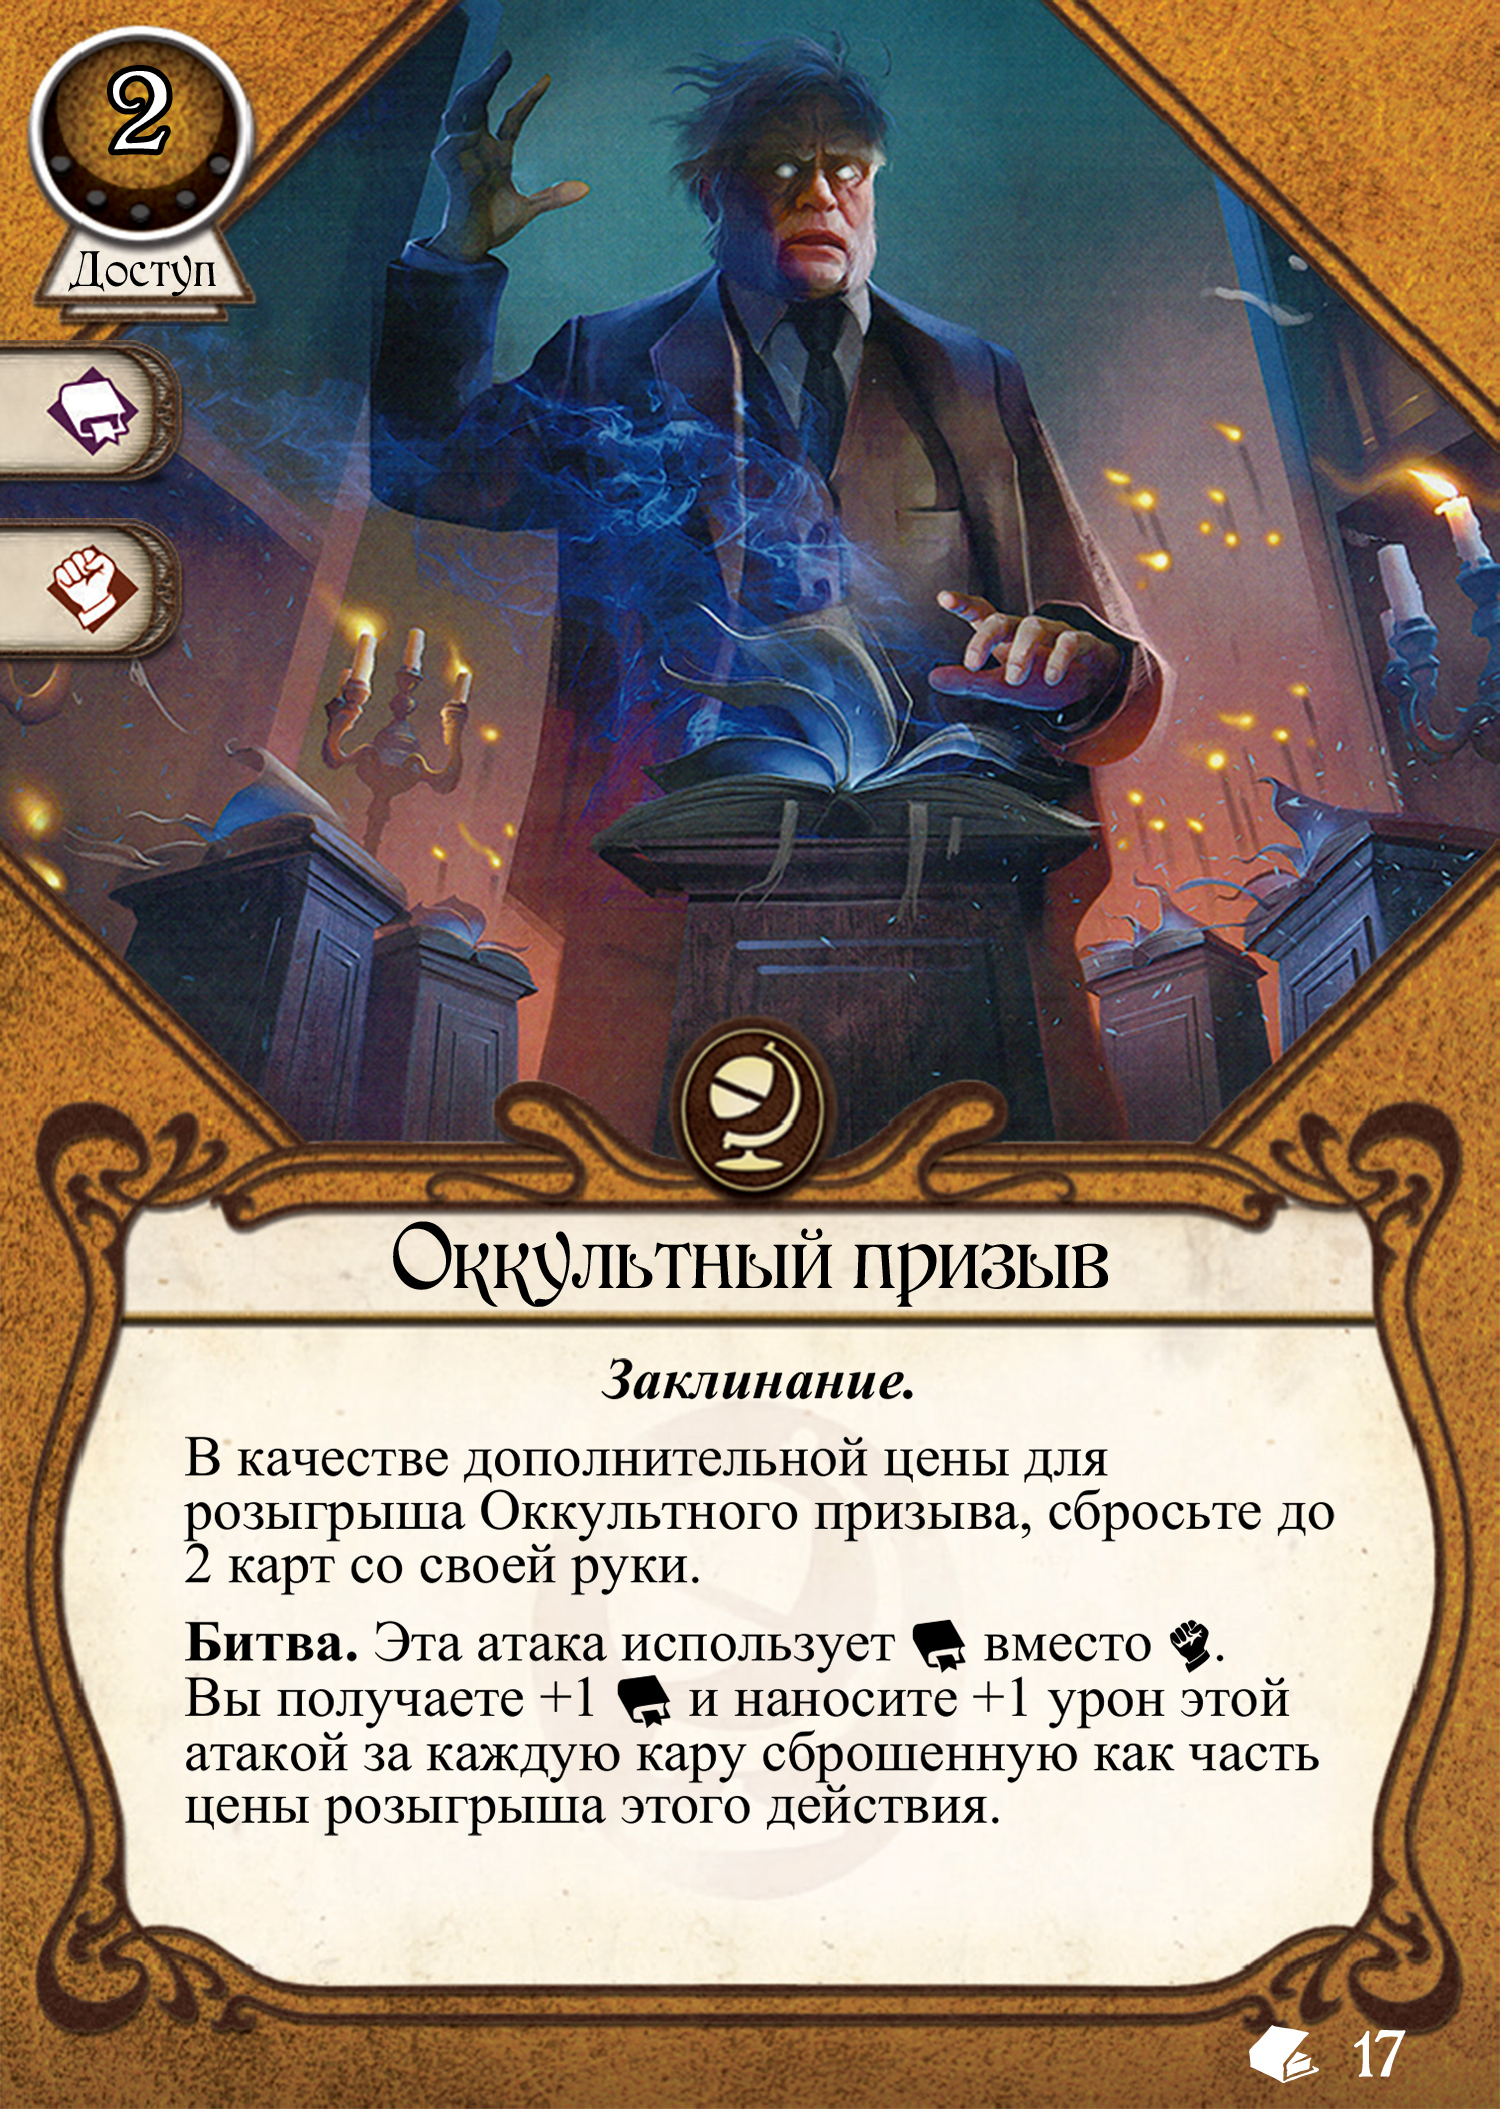 2
Доступ
Оккультный призыв
Заклинание.
В качестве дополнительной цены для
розыгрыша Оккультного призыва, сбросьте до
2 карт со своей руки.
Битва. Эта атака использует вместо .
Вы получаете +1 и наносите +1 урон этой
атакой за каждую кару сброшенную как часть
цены розыгрыша этого действия.
17